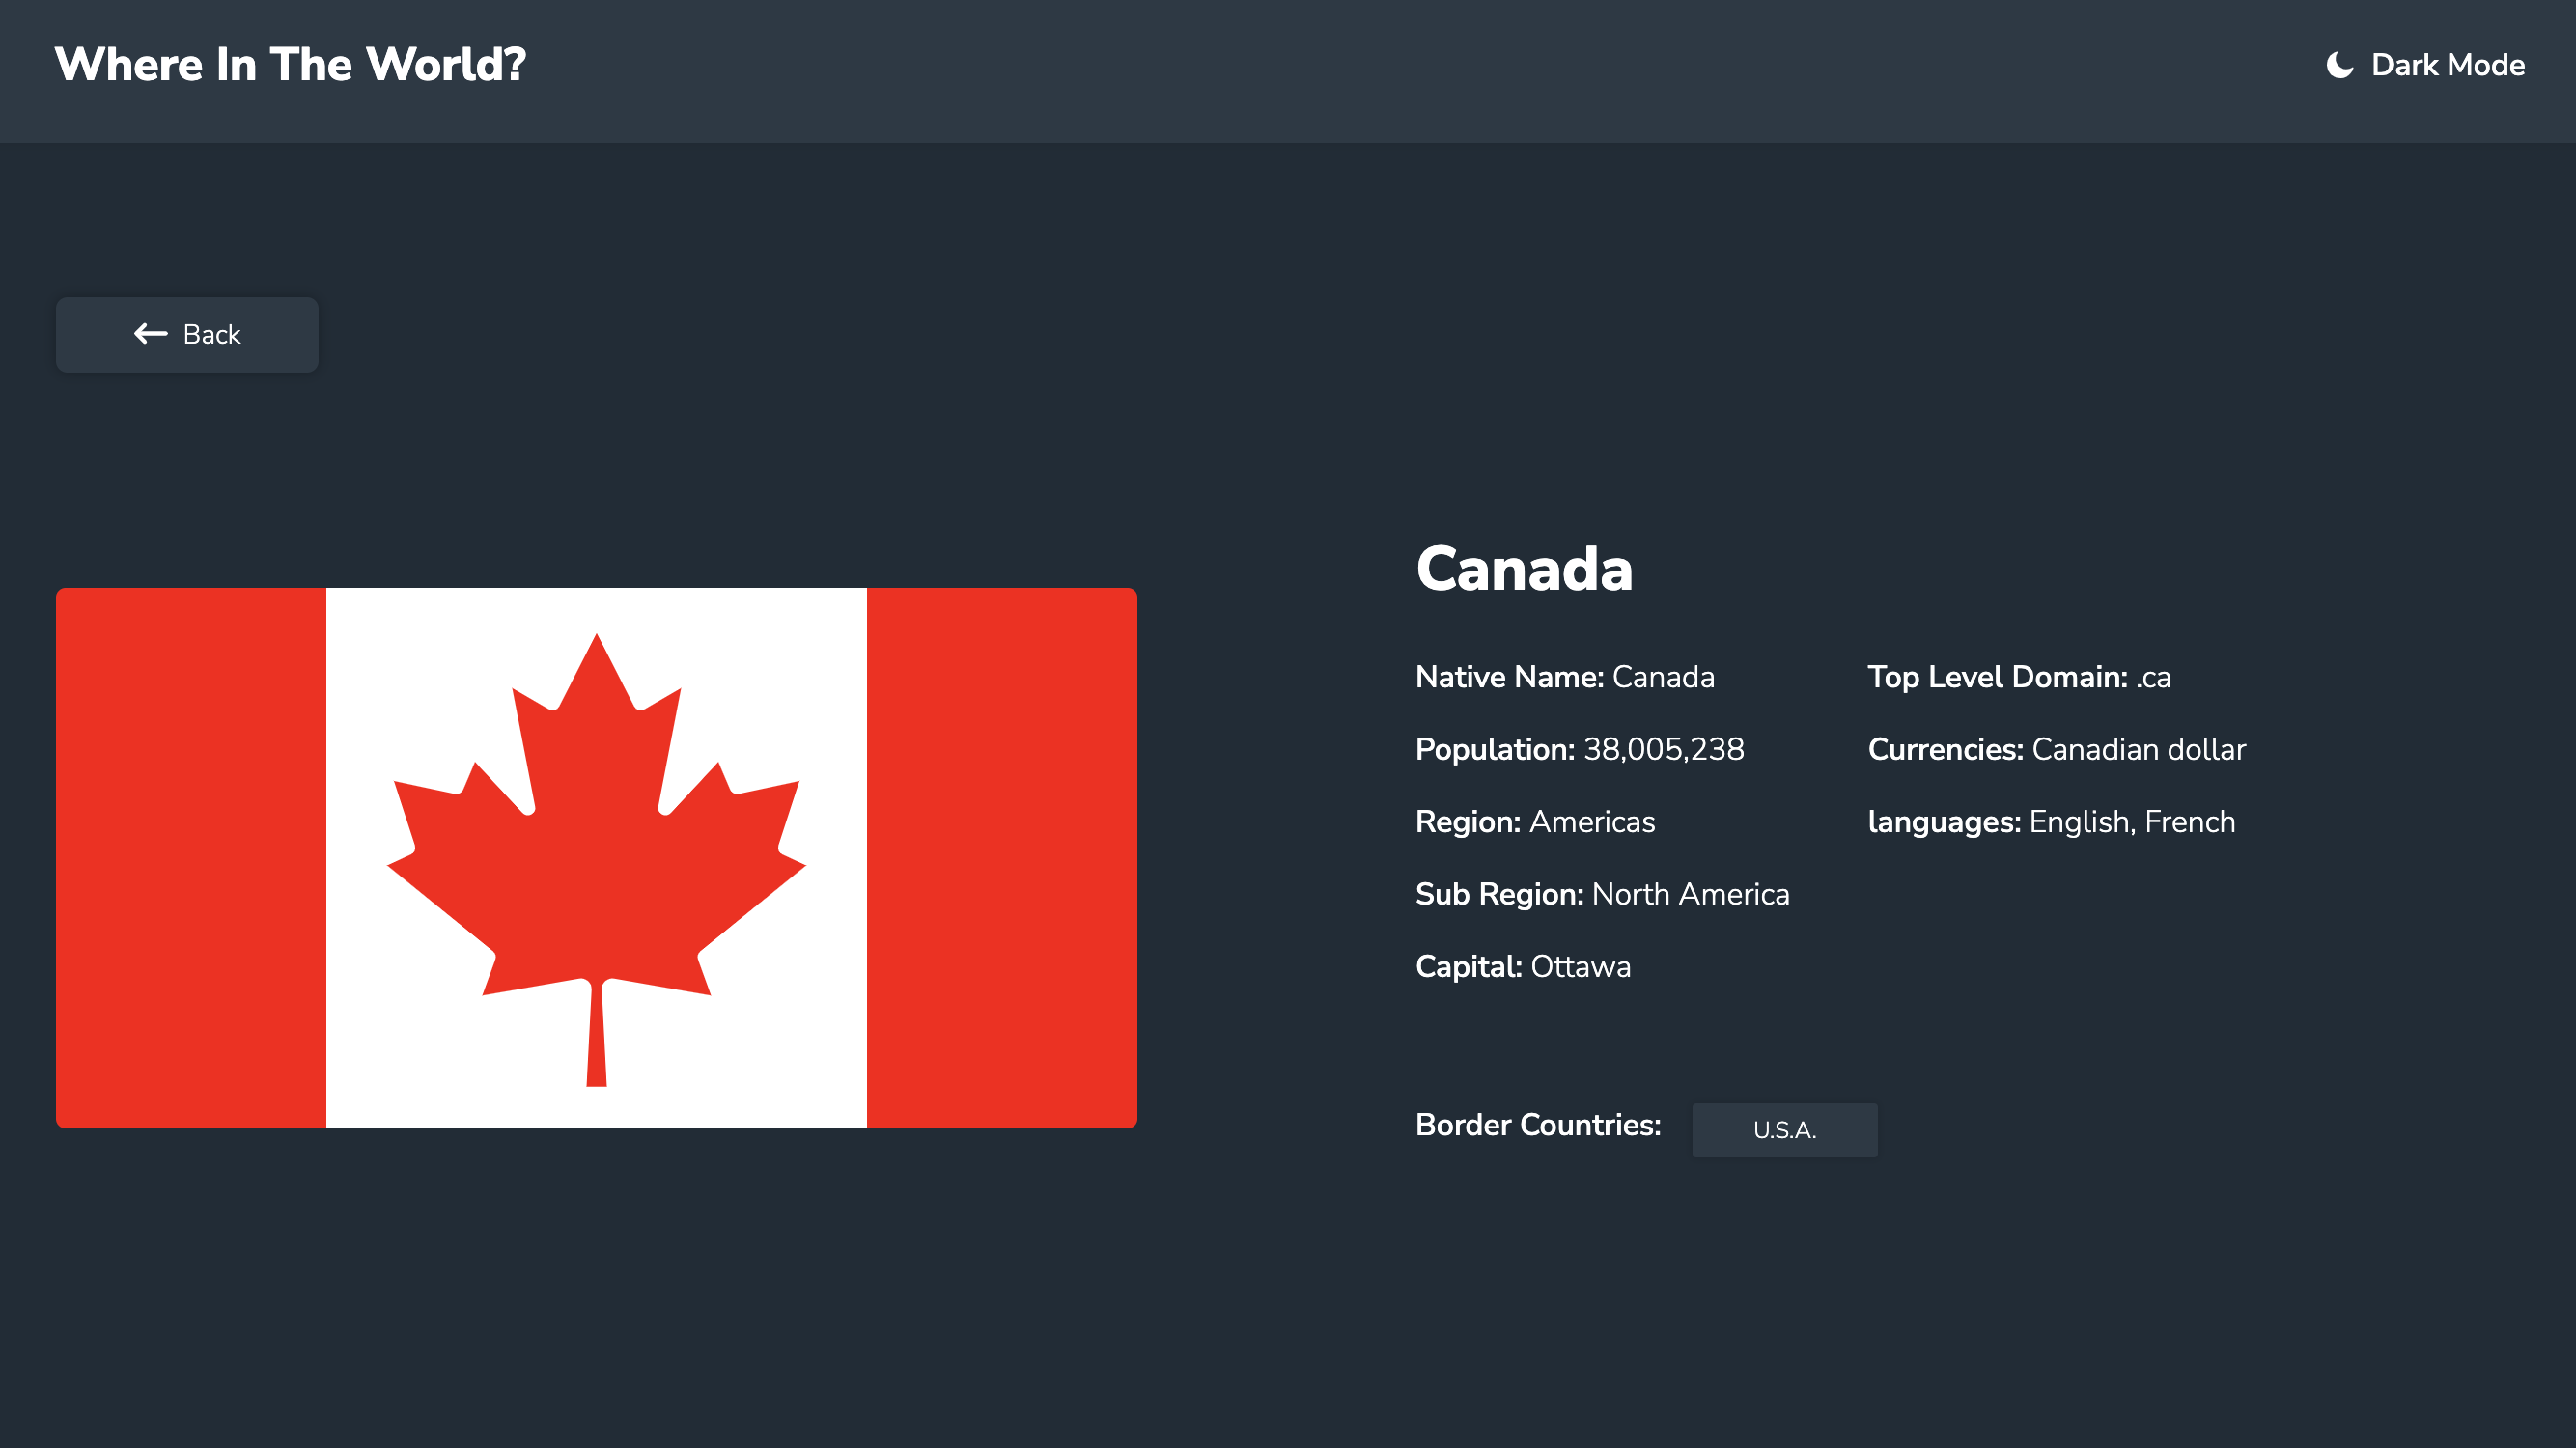 Where In The World?
Dark Mode
Back
Canada
Native Name: Canada
Population: 38,005,238
Region: Americas
Sub Region: North America
Capital: Ottawa
Top Level Domain: .ca
Currencies: Canadian dollar
languages: English, French
Border Countries: U.S.A.